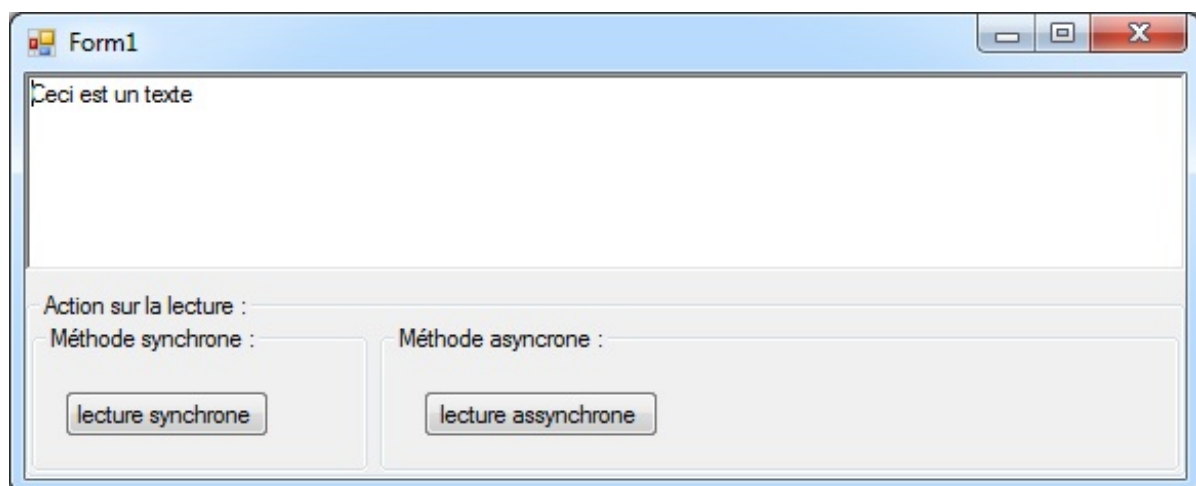 Form1
Ceci est un texte
Action sur la lecture :
Méthode synchrone :
Méthode asyncrone :
lecture synchrone
lecture assynchrone